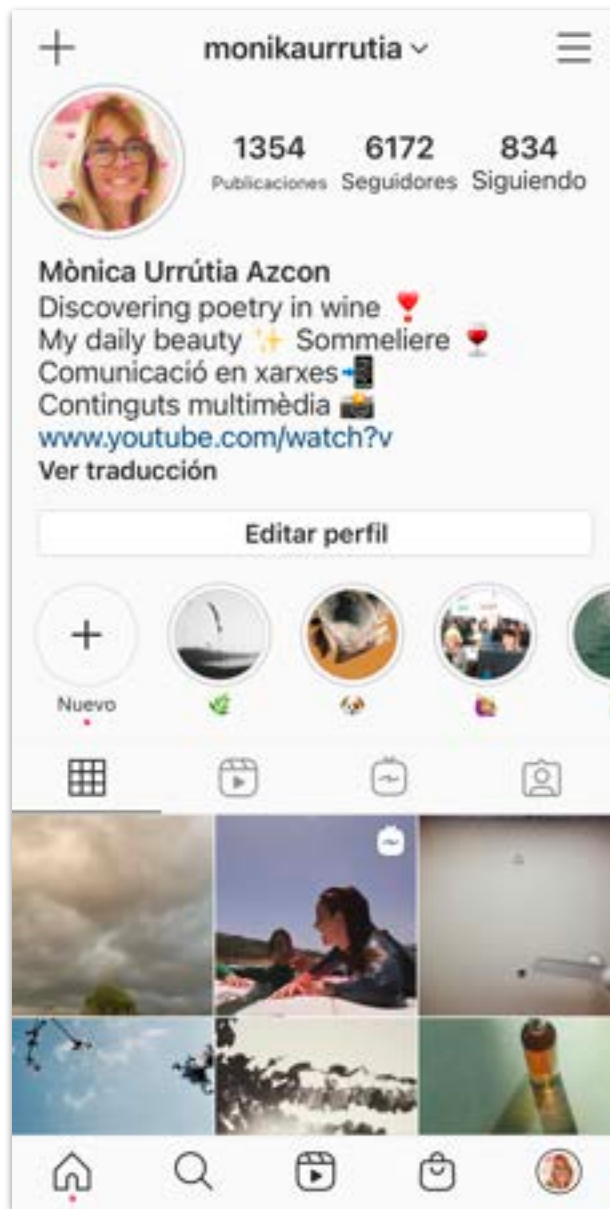 monikaurrutia
1354 6172 834
Publicaciones Seguidores Siguiendo
Mònica Urrútia Azcon
Discovering poetry in wine ❣️
My daily beauty ✨ Sommeliere 🍷
Comunicació en xarxes📲
Continguts multimèdia 📸
www.youtube.com/watch?v
Ver traducción
Editar perfil
Nuevo